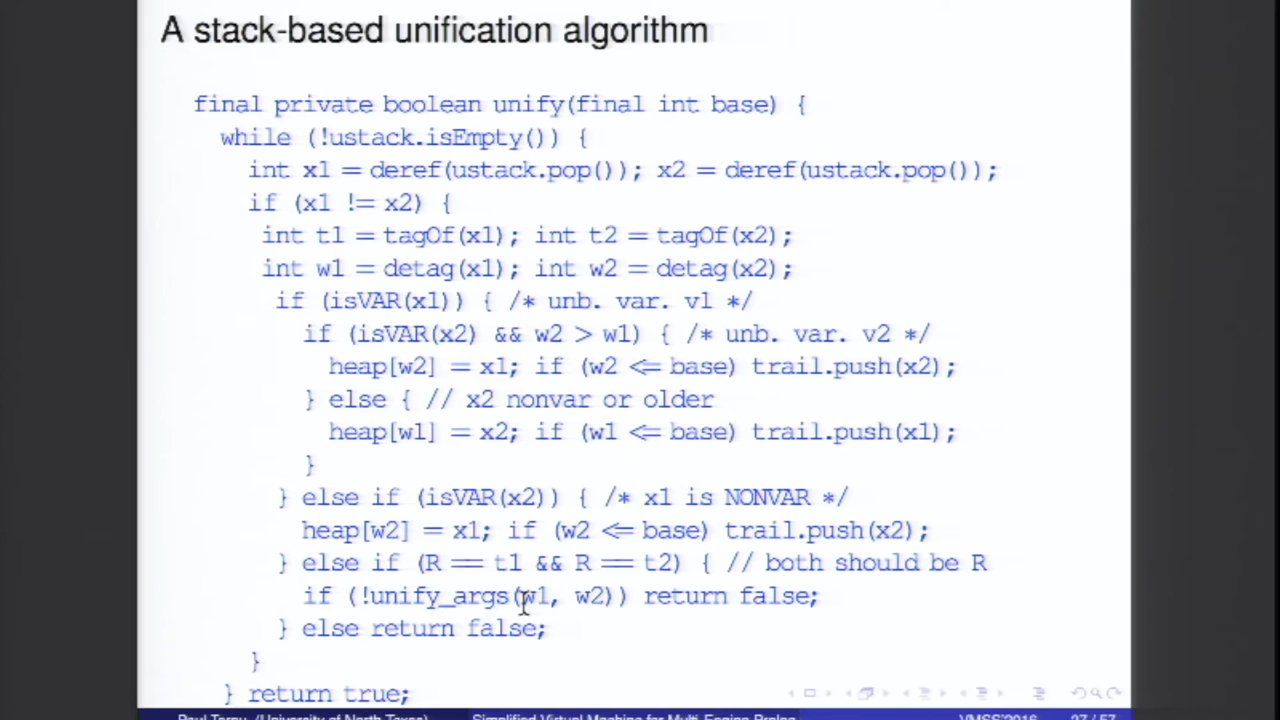 A stack-based unification algorithm
final private boolean unify(final int base) {
while (!ustack.isEmpty()) {
int x1 = deref(ustack.pop()); x2 = deref(ustack.pop());
if (x1 != x2) {
int t1 = tagOf(x1); int t2 = tagOf(x2);
int w1 = detag(x1); int w2 = detag(x2);
if (isVAR(x1)) { /* unb. var. v1 */
if (isVAR(x2) && w2 > w1) { /* unb. var. v2 */
heap[w2] = x1; if (w2 <= base) trail.push(x2);
} else { // x2 nonvar or older
heap[w1] = x2; if (w1 <= base) trail.push(x1);
}
} else if (isVAR(x2)) { /* x1 is NONVAR */
heap[w2] = x1; if (w2 <= base) trail.push(x2);
} else if (R == t1 && R == t2) { // both should be R
if (!unify_args(w1, w2)) return false;
} else return false;
}
} return true;
Paul Tarau (University of North Texas) Simplified Virtual Machine for Multi-Engine Prolog VMSS'2016 27 / 57